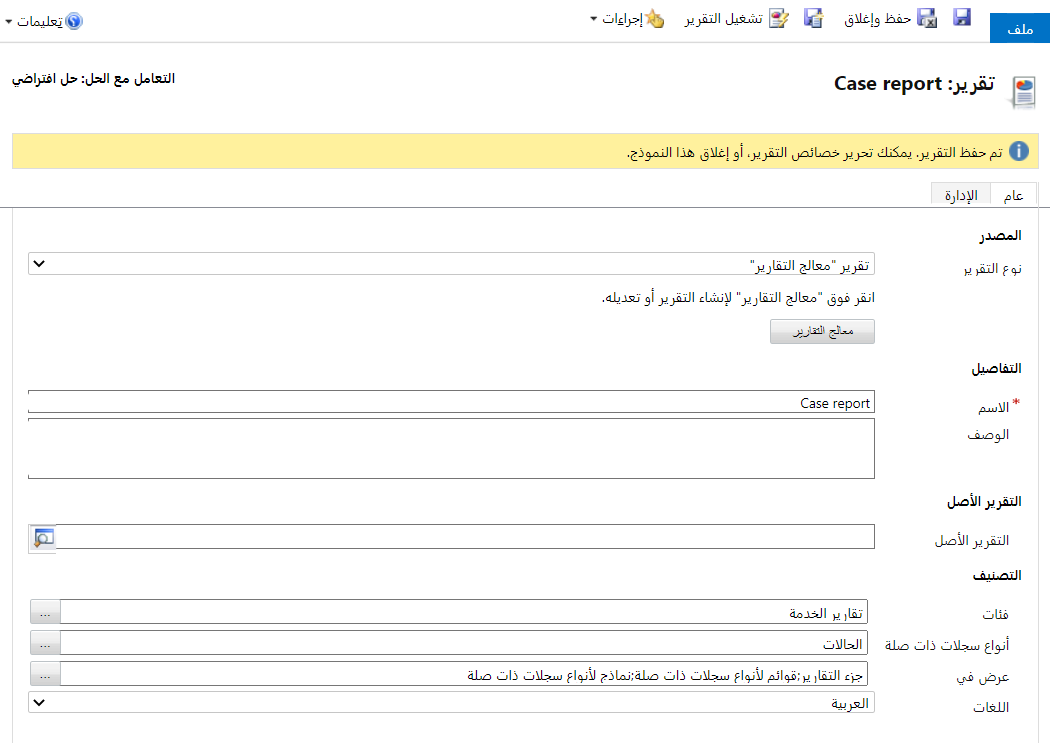 ملف
حفظ وإغلاق
تشغيل التقرير
إجراءات
تعليمات
تقرير: Case report
التعامل مع الحل: حل افتراضي
تم حفظ التقرير. يمكنك تحرير خصائص التقرير، أو إغلاق هذا النموذج.
عام
الإدارة
المصدر
نوع التقرير
تقرير "معالج التقارير"
انقر فوق "معالج التقارير" لإنشاء التقرير أو تعديله.
معالج التقارير
التفاصيل
* الاسم
Case report
الوصف
التقرير الأصل
التقرير الأصل
التصنيف
فئات
تقارير الخدمة
...
أنواع سجلات ذات صلة
الحالات
...
عرض في
جزء التقارير;قوائم لأنواع سجلات ذات صلة;نماذج لأنواع سجلات ذات صلة
...
اللغات
العربية